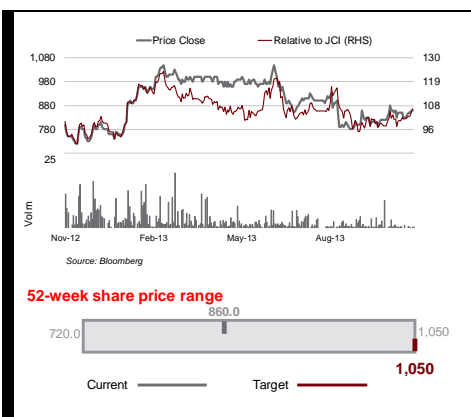 Price Close Relative to JCI (RHS)
1,080 130
980 119
880 108
780 96
25
Vol m
Nov-12 Feb-13 May-13 Aug-13
Source: Bloomberg
52-week share price range
860.0
720.0 1,050
1,050
Current Target